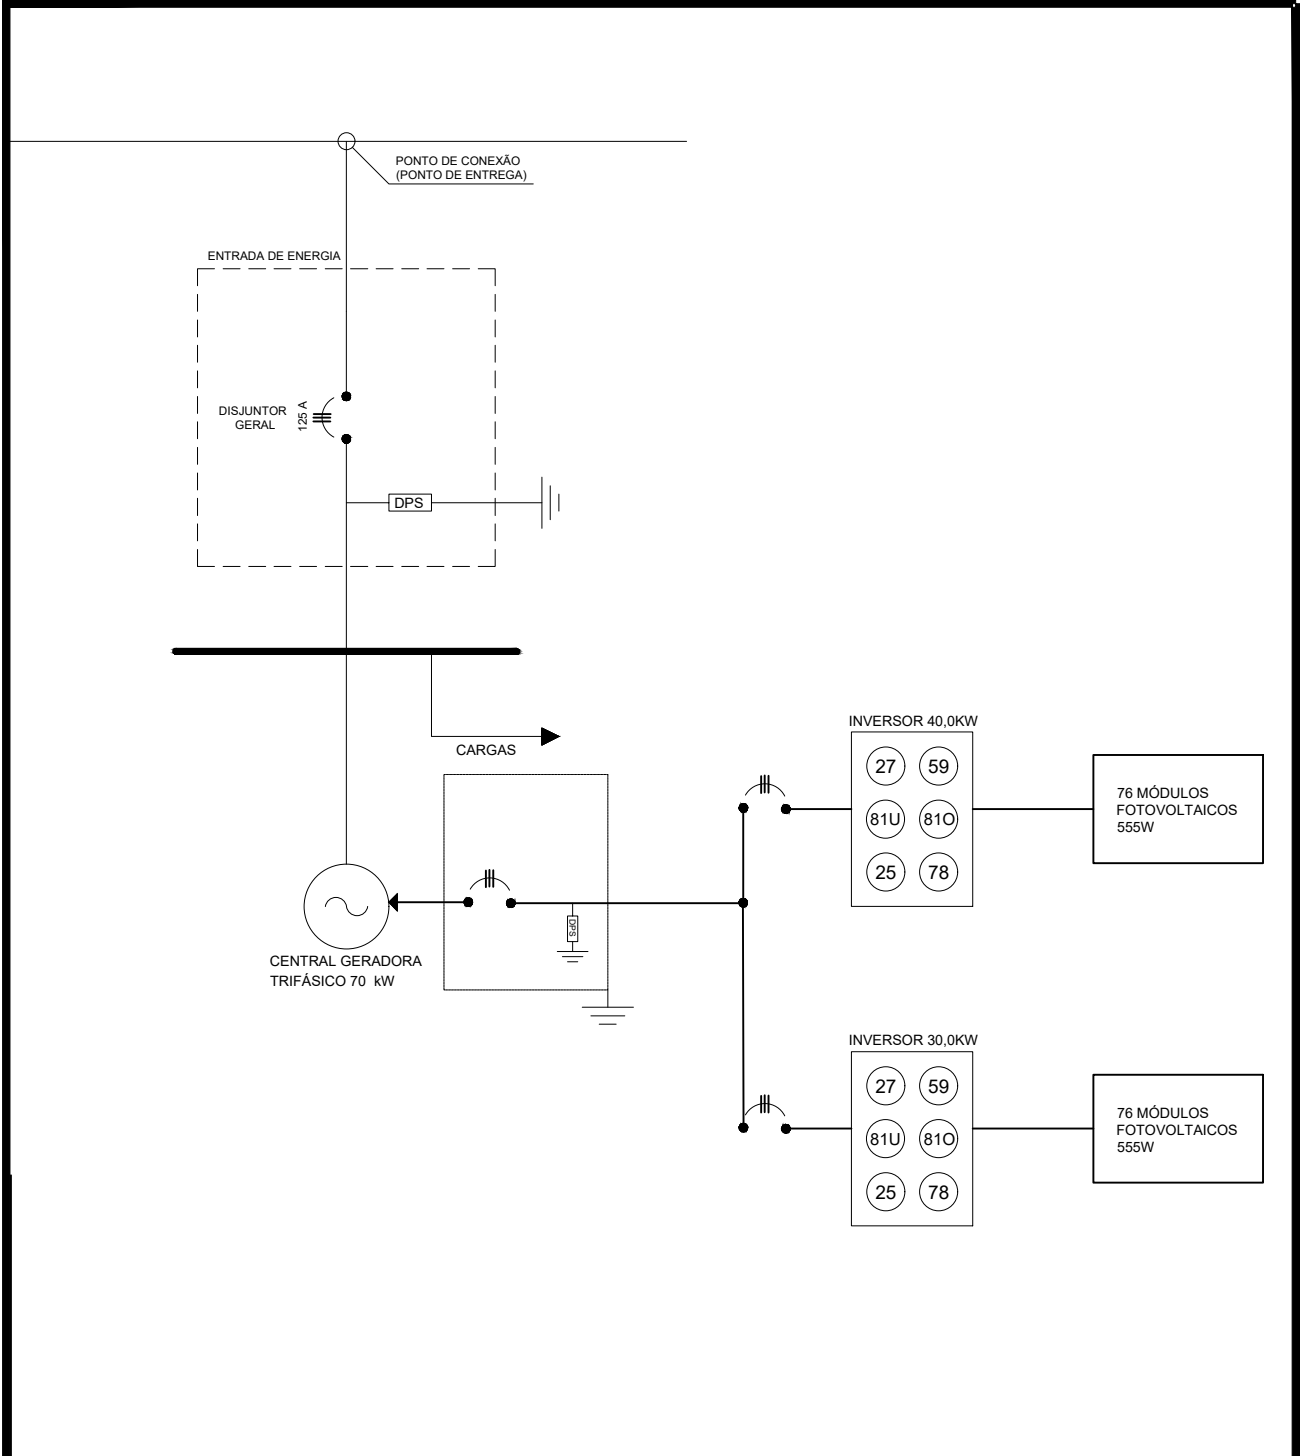 PONTO DE CONEXÃO
(PONTO DE ENTREGA)
ENTRADA DE ENERGIA
DISJUNTOR
GERAL
125 A
DPS
CARGAS
INVERSOR 40,0KW
27 59
81U 81O
25 78
76 MÓDULOS
FOTOVOLTAICOS
555W
DPS
CENTRAL GERADORA
TRIFÁSICO 70 kW
INVERSOR 30,0KW
27 59
81U 81O
25 78
76 MÓDULOS
FOTOVOLTAICOS
555W